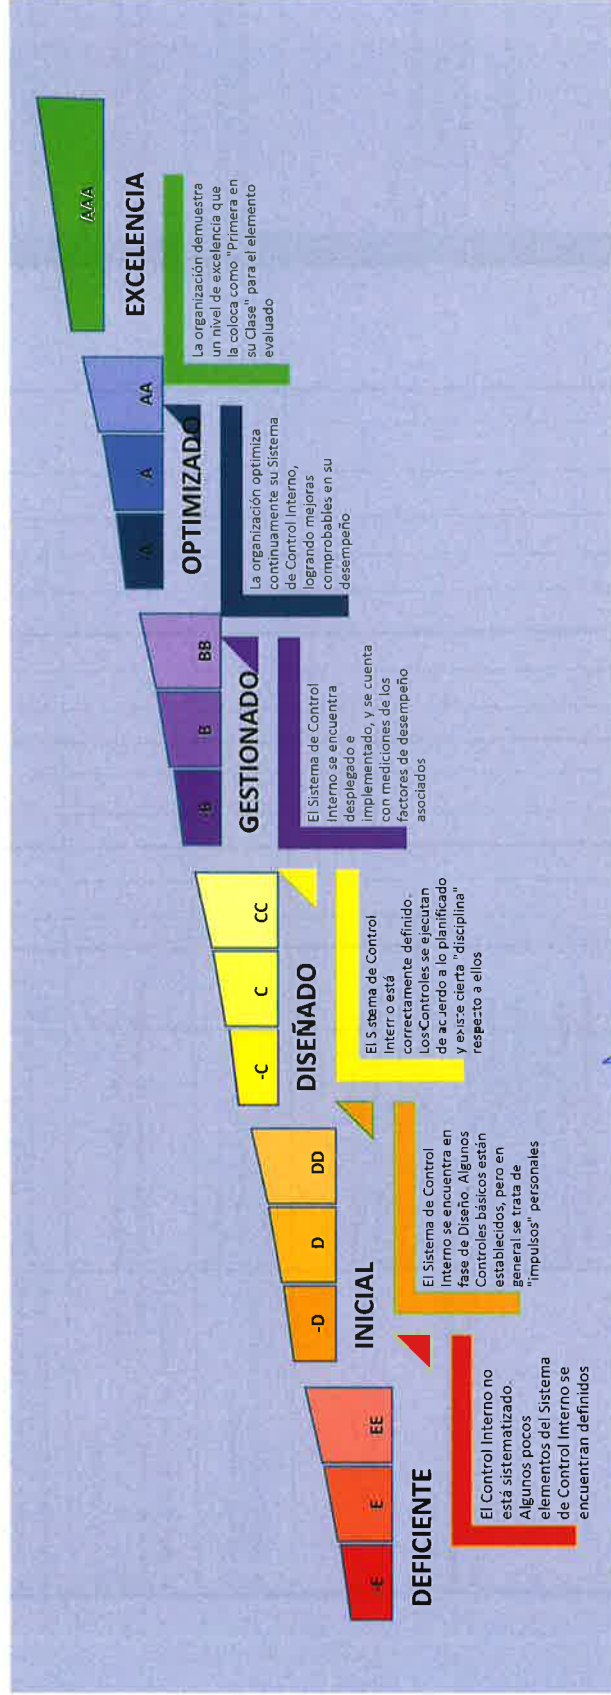 -E
E
EE
DEFICIENTE
El Control Interno no
está sistematizado.
Algunos pocos
elementos del Sistema
de Control Interno se
encuentran definidos
-D
D
DD
INICIAL
El Sistema de Control
Interno se encuentra en
fase de Diseño. Algunos
Controles básicos están
establecidos, pero en
general se trata de
"impulsos" personales
-C
C
CC
DISEÑADO
El Sistema de Control
Interno está
correctamente definido.
Los Controles se ejecutan
de acuerdo a lo planificado
y existe cierta "disciplina"
respecto a ellos
-B
B
BB
GESTIONADO
El Sistema de Control
Interno se encuentra
desplegado e
implementado, y se cuenta
con mediciones de los
factores de desempeño
asociados
-A
A
AA
OPTIMIZADO
La organización optimiza
continuamente su Sistema
de Control Interno,
logrando mejoras
comprobables en su
desempeño
AAA
EXCELENCIA
La organización demuestra
un nivel de excelencia que
la coloca como "Primera en
su Clase" para el elemento
evaluado